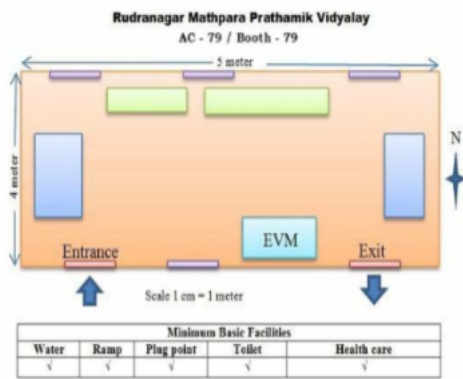 Rudranagar Mathpara Prathamik Vidyalay
AC - 79 / Booth - 79
5 meter
4 meter
N
EVM
Entrance
Exit
Scale 1 cm = 1 meter
Minimum Basic Facilities
Water Ramp Plug point Toilet Health care
√ √ √ √ √